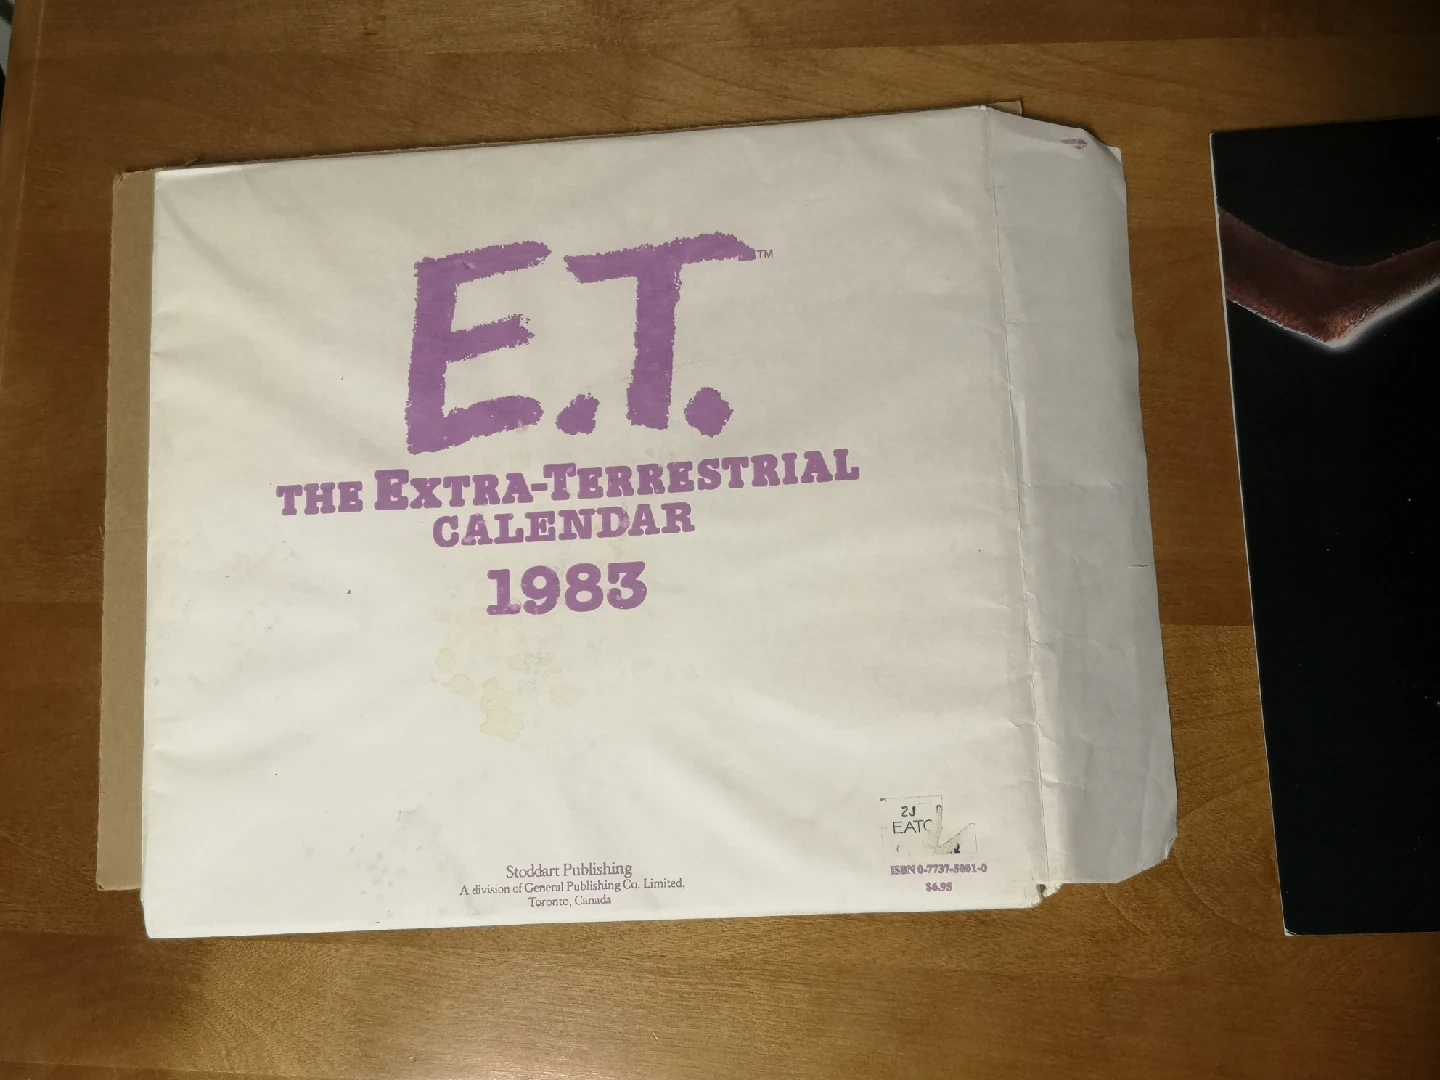 E.T.™
THE EXTRA-TERRESTRIAL
CALENDAR
1983
2J
EATO
Stoddart Publishing
A division of General Publishing Co. Limited,
Toronto, Canada
ISBN 0-7737-5001-0
$6.95